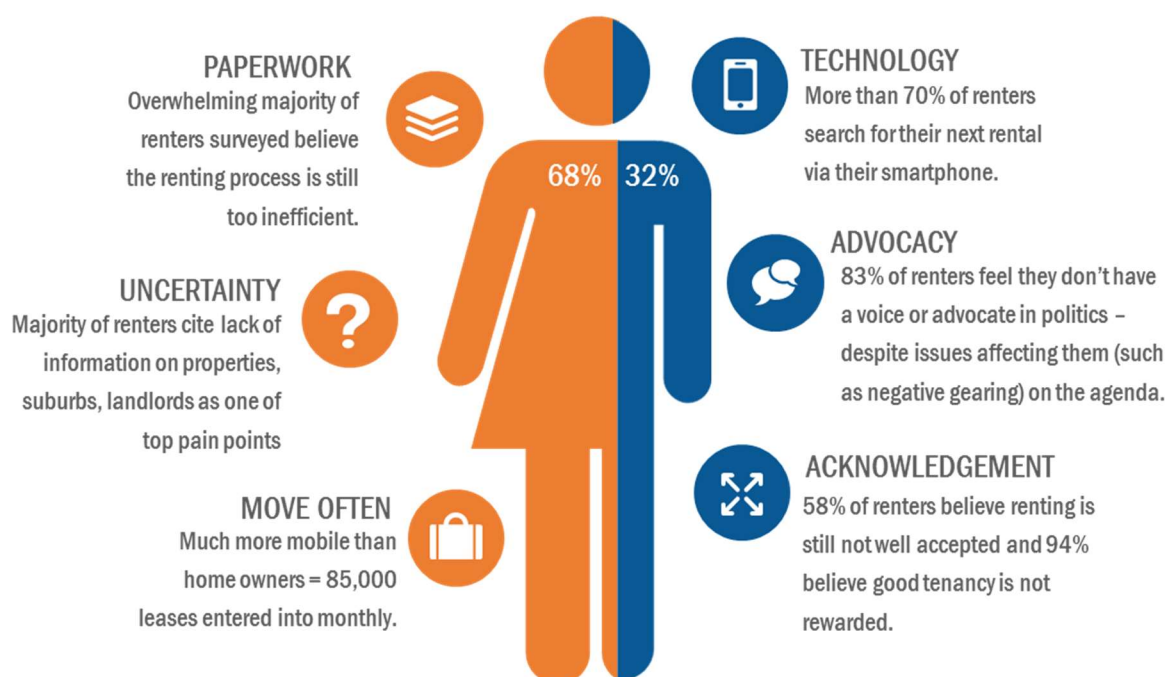 PAPERWORK
Overwhelming majority of
renters surveyed believe
the renting process is still
too inefficient.
UNCERTAINTY
Majority of renters cite lack of
information on properties,
suburbs, landlords as one of
top pain points
MOVE OFTEN
Much more mobile than
home owners = 85,000
leases entered into monthly.
68% 32%
TECHNOLOGY
More than 70% of renters
search for their next rental
via their smartphone.
ADVOCACY
83% of renters feel they don't have
a voice or advocate in politics –
despite issues affecting them (such
as negative gearing) on the agenda.
ACKNOWLEDGEMENT
58% of renters believe renting is
still not well accepted and 94%
believe good tenancy is not
rewarded.